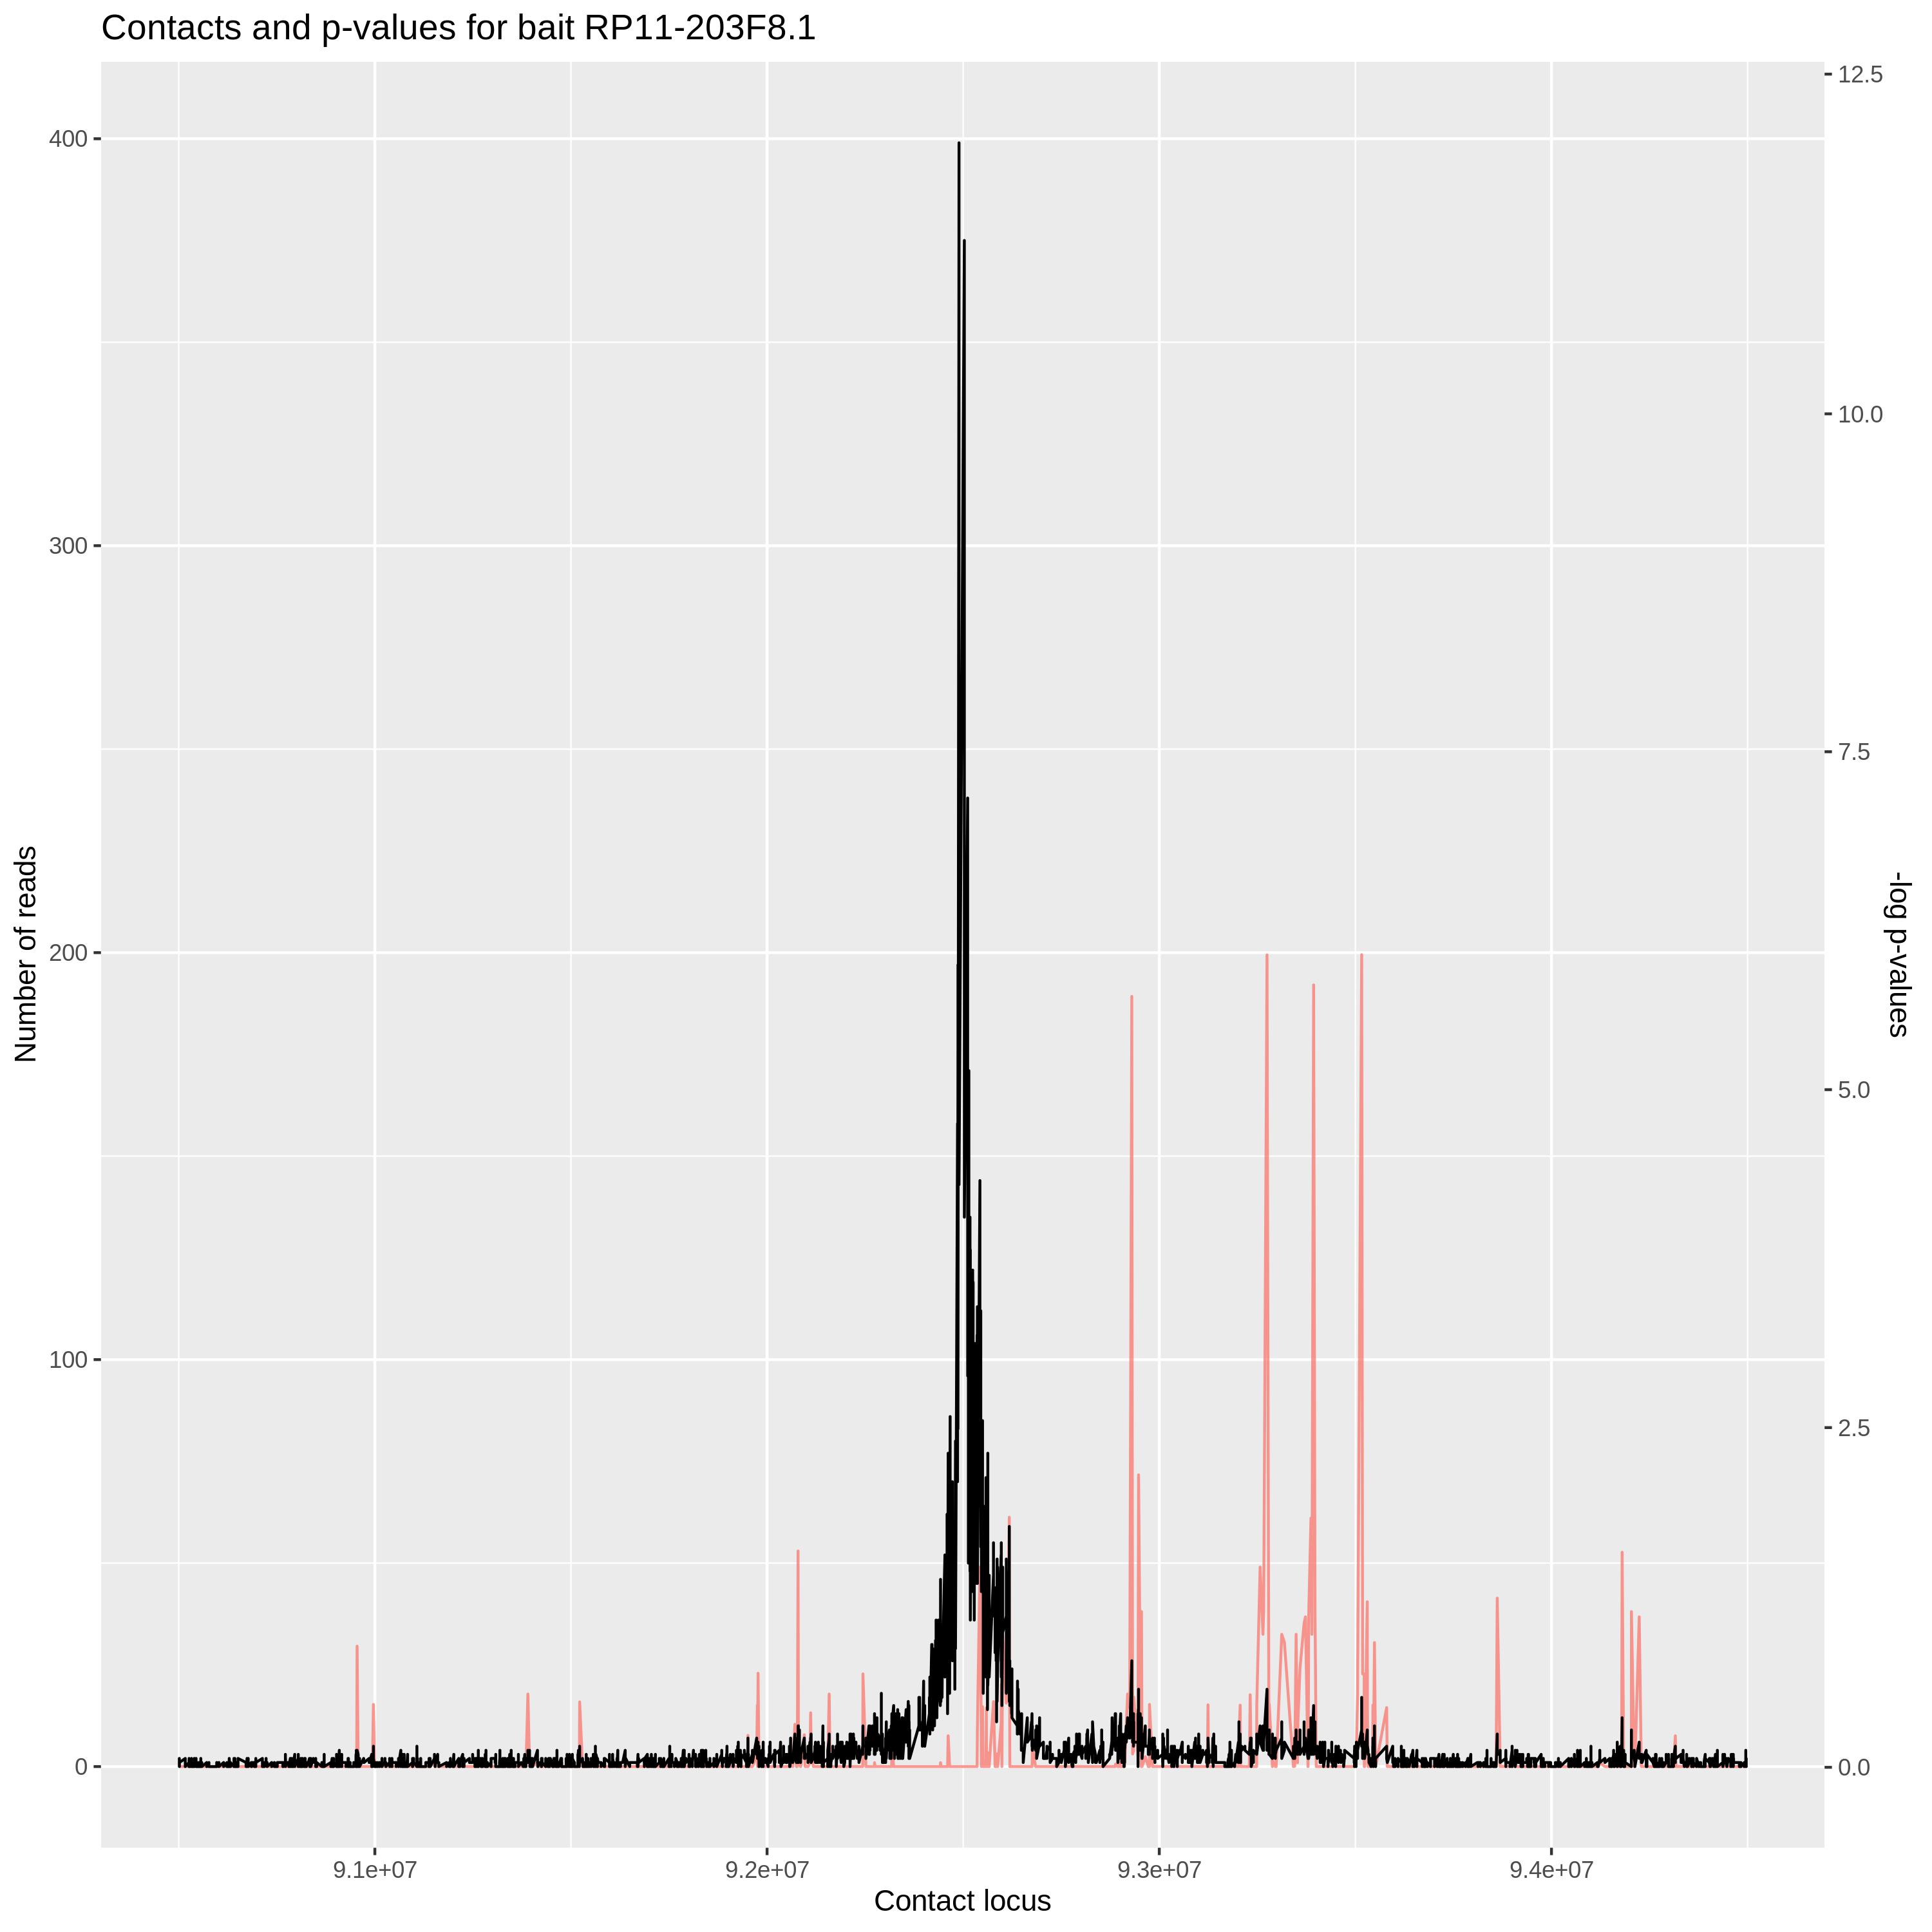 Contacts and p-values for bait RP11-203F8.1
400
300
200
100
0
Number of reads
12.5
10.0
7.5
5.0
2.5
0.0
-log p-values
9.1e+07
9.2e+07
9.3e+07
9.4e+07
Contact locus